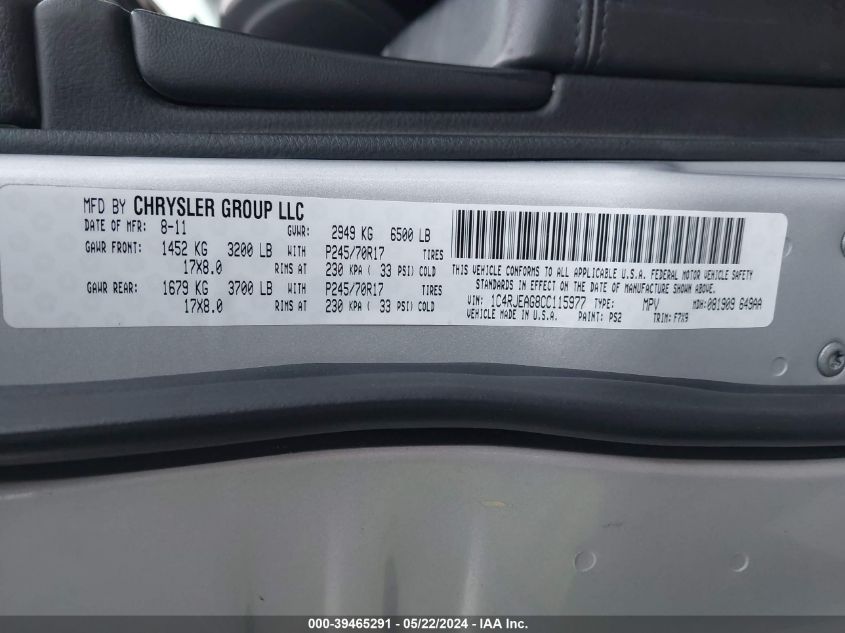 MFD BY CHRYSLER GROUP LLC
DATE OF MFR: 8-11 GVWR: 2949 KG 6500 LB
GAWR FRONT: 1452 KG 3200 LB WITH P245/70R17 TIRES
17X8.0 RIMS AT 230 KPA ( 33 PSI) COLD
GAWR REAR: 1679 KG 3700 LB WITH P245/70R17 TIRES
17X8.0 RIMS AT 230 KPA ( 33 PSI) COLD
THIS VEHICLE CONFORMS TO ALL APPLICABLE U.S.A. FEDERAL MOTOR VEHICLE SAFETY
STANDARDS IN EFFECT ON THE DATE OF MANUFACTURE SHOWN ABOVE.
VIN: 1C4RJEAG8CC115977 TYPE: MPV MDH: 081909 649AA
VEHICLE MADE IN U.S.A. PAINT: PS2 TRIM: F7X9
000-39465291 - 05/22/2024 - IAA Inc.